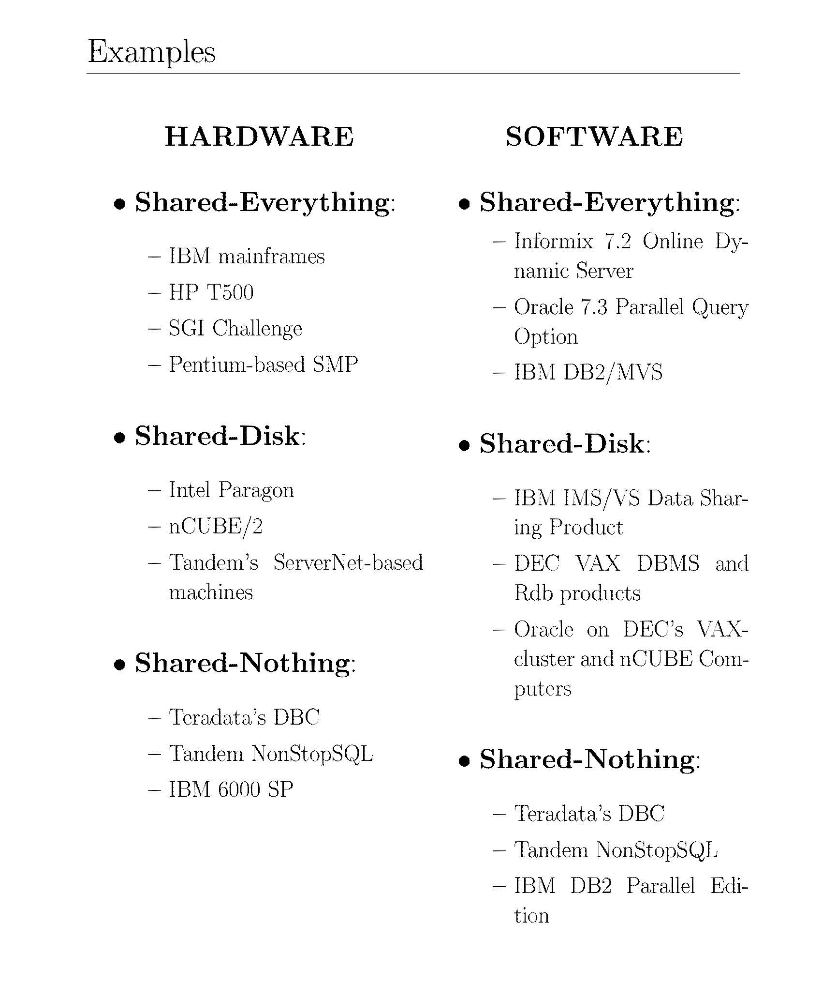 Examples
HARDWARE
• Shared-Everything:
– IBM mainframes
– HP T500
– SGI Challenge
– Pentium-based SMP
• Shared-Disk:
– Intel Paragon
– nCUBE/2
– Tandem's ServerNet-based
machines
• Shared-Nothing:
– Teradata's DBC
– Tandem NonStopSQL
– IBM 6000 SP
SOFTWARE
• Shared-Everything:
– Informix 7.2 Online Dy-
namic Server
– Oracle 7.3 Parallel Query
Option
– IBM DB2/MVS
• Shared-Disk:
– IBM IMS/VS Data Shar-
ing Product
– DEC VAX DBMS and
Rdb products
– Oracle on DEC's VAX-
cluster and nCUBE Com-
puters
• Shared-Nothing:
– Teradata's DBC
– Tandem NonStopSQL
– IBM DB2 Parallel Edi-
tion